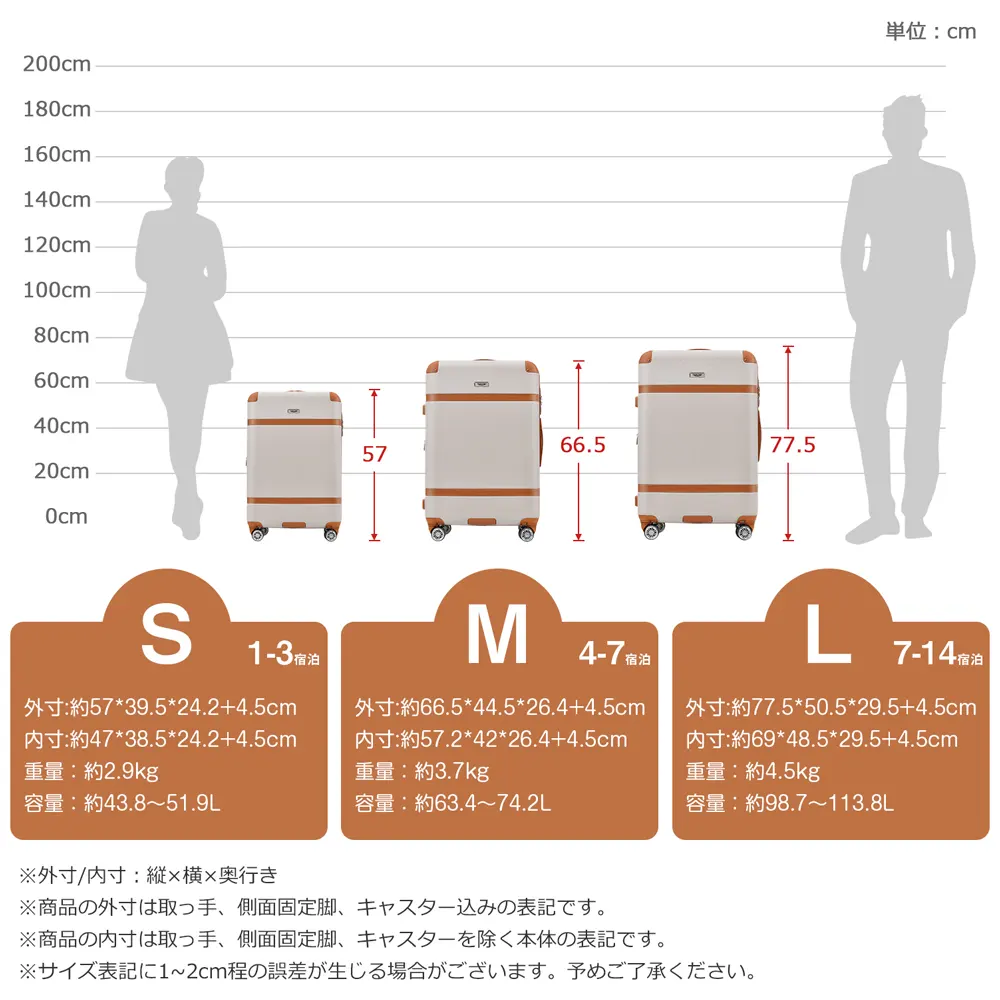 単位：cm
200cm
180cm
160cm
140cm
120cm
100cm
80cm
60cm
40cm
20cm
0cm
57
66.5
77.5
S
1-3宿泊
外寸:約57*39.5*24.2+4.5cm
内寸:約47*38.5*24.2+4.5cm
重量：約2.9kg
容量：約43.8～51.9L
M
4-7宿泊
外寸:約66.5*44.5*26.4+4.5cm
内寸:約57.2*42*26.4+4.5cm
重量：約3.7kg
容量：約63.4～74.2L
L
7-14宿泊
外寸:約77.5*50.5*29.5+4.5cm
内寸:約69*48.5*29.5+4.5cm
重量：約4.5kg
容量：約98.7～113.8L
※外寸/内寸：縦×横×奥行き
※商品の外寸は取っ手、側面固定脚、キャスター込みの表記です。
※商品の内寸は取っ手、側面固定脚、キャスターを除く本体の表記です。
※サイズ表記に1~2cm程の誤差が生じる場合がございます。予めご了承ください。